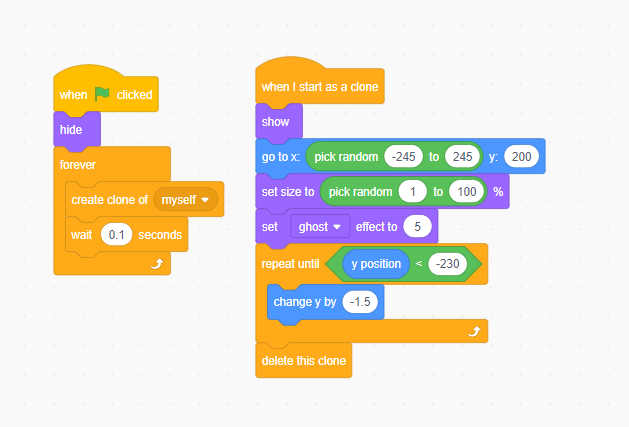 when clicked
hide
forever
create clone of myself
wait 0.1 seconds
when I start as a clone
show
go to x: pick random -245 to 245 y: 200
set size to pick random 1 to 100 %
set ghost effect to 5
repeat until y position < -230
change y by -1.5
delete this clone